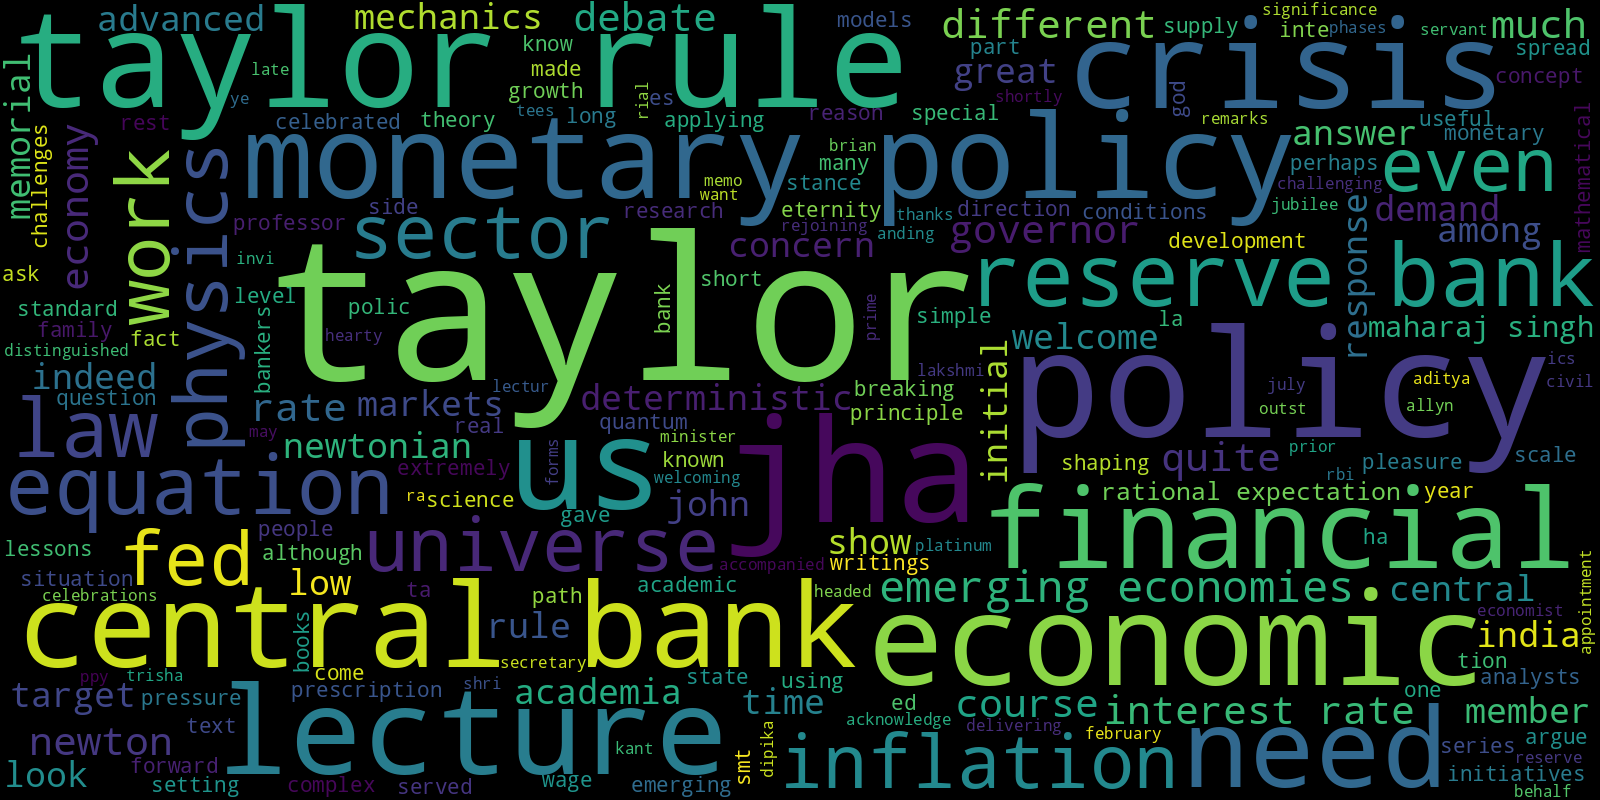 advanced mechanics debate models different supply significance inte phases servant much
taylor rule know made growth late ye tees long es rial part great shortly crisis god spread concept
memorial celebrated theory applying reason special remarks answer useful monetary
challenges economy rest monetary policy brian many stance memo want perhaps challenging even mathematical
work physics professor side sector research eternity thanks rejoining anding direction conditions governor concern jubilee demand among development response
ask invi level polic taylor short bank prime simple reserve bank
standard family fact distinguished bankers hearty welcome la maharaj singh
indeed question rate markets lectur deterministic lakshmi breaking principle initial policy aditya ics civil july outst allyn
law newtonian may real quantum minister known welcoming jha shaping quite prior rbi pleasure scale
equation extremely ra science forms us gave john rational expectation year
lessons people although universe accompanied show platinum writings financial ha
situation celebrations fed low ta path academic headed emerging economies central
central bank books come rule secretary economic economist india appointment tion
target ppy trisha pressure prescription shri academia state using time ed one analysts
newton text lecture kant acknowledge course delivering february interest rate member series argue reserve
look forward setting complex served wage emerging smt dipika inflation need initiatives behalf